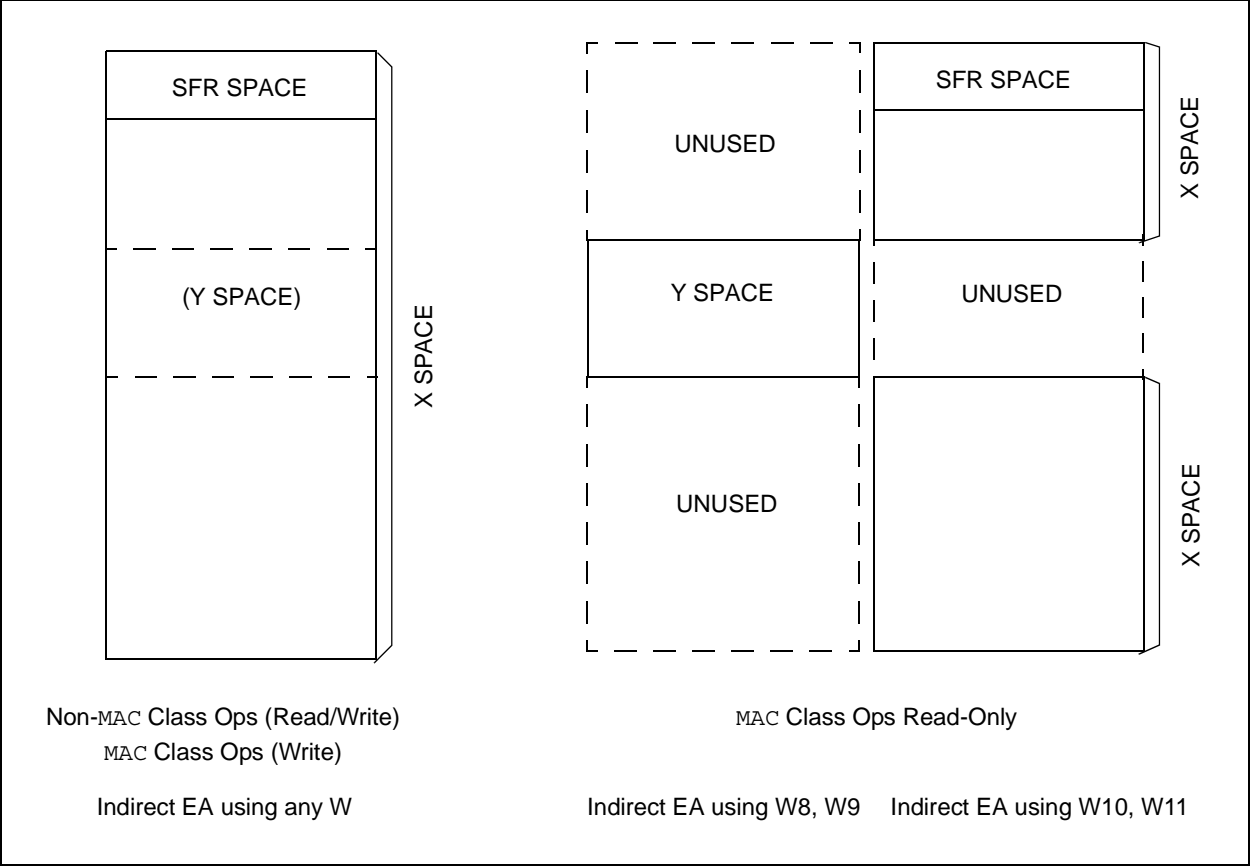 SFR SPACE
(Y SPACE)
X SPACE
Non-MAC Class Ops (Read/Write)
MAC Class Ops (Write)
Indirect EA using any W
UNUSED
Y SPACE
UNUSED
SFR SPACE
X SPACE
UNUSED
X SPACE
MAC Class Ops Read-Only
Indirect EA using W8, W9
Indirect EA using W10, W11